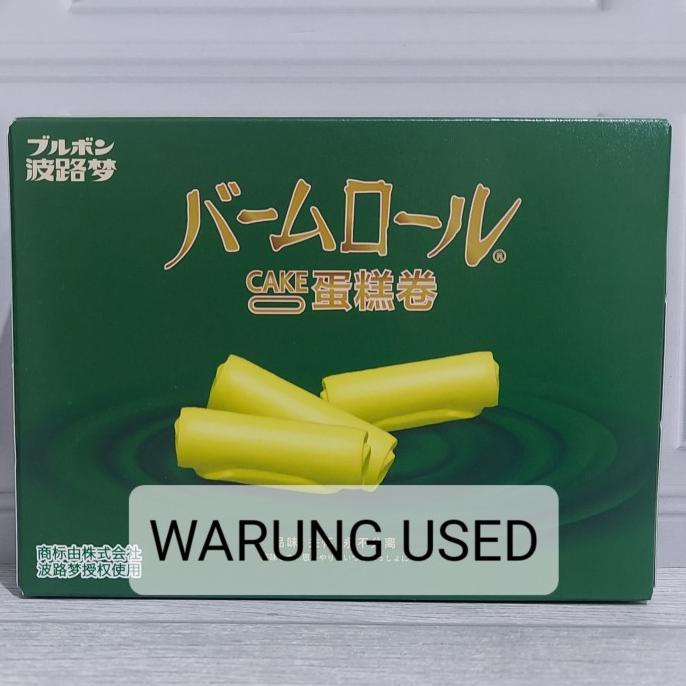 ブルボン
波路梦
バームロール®
CAKE蛋糕卷
WARUNG USED
商标由株式会社
波路梦授权使用